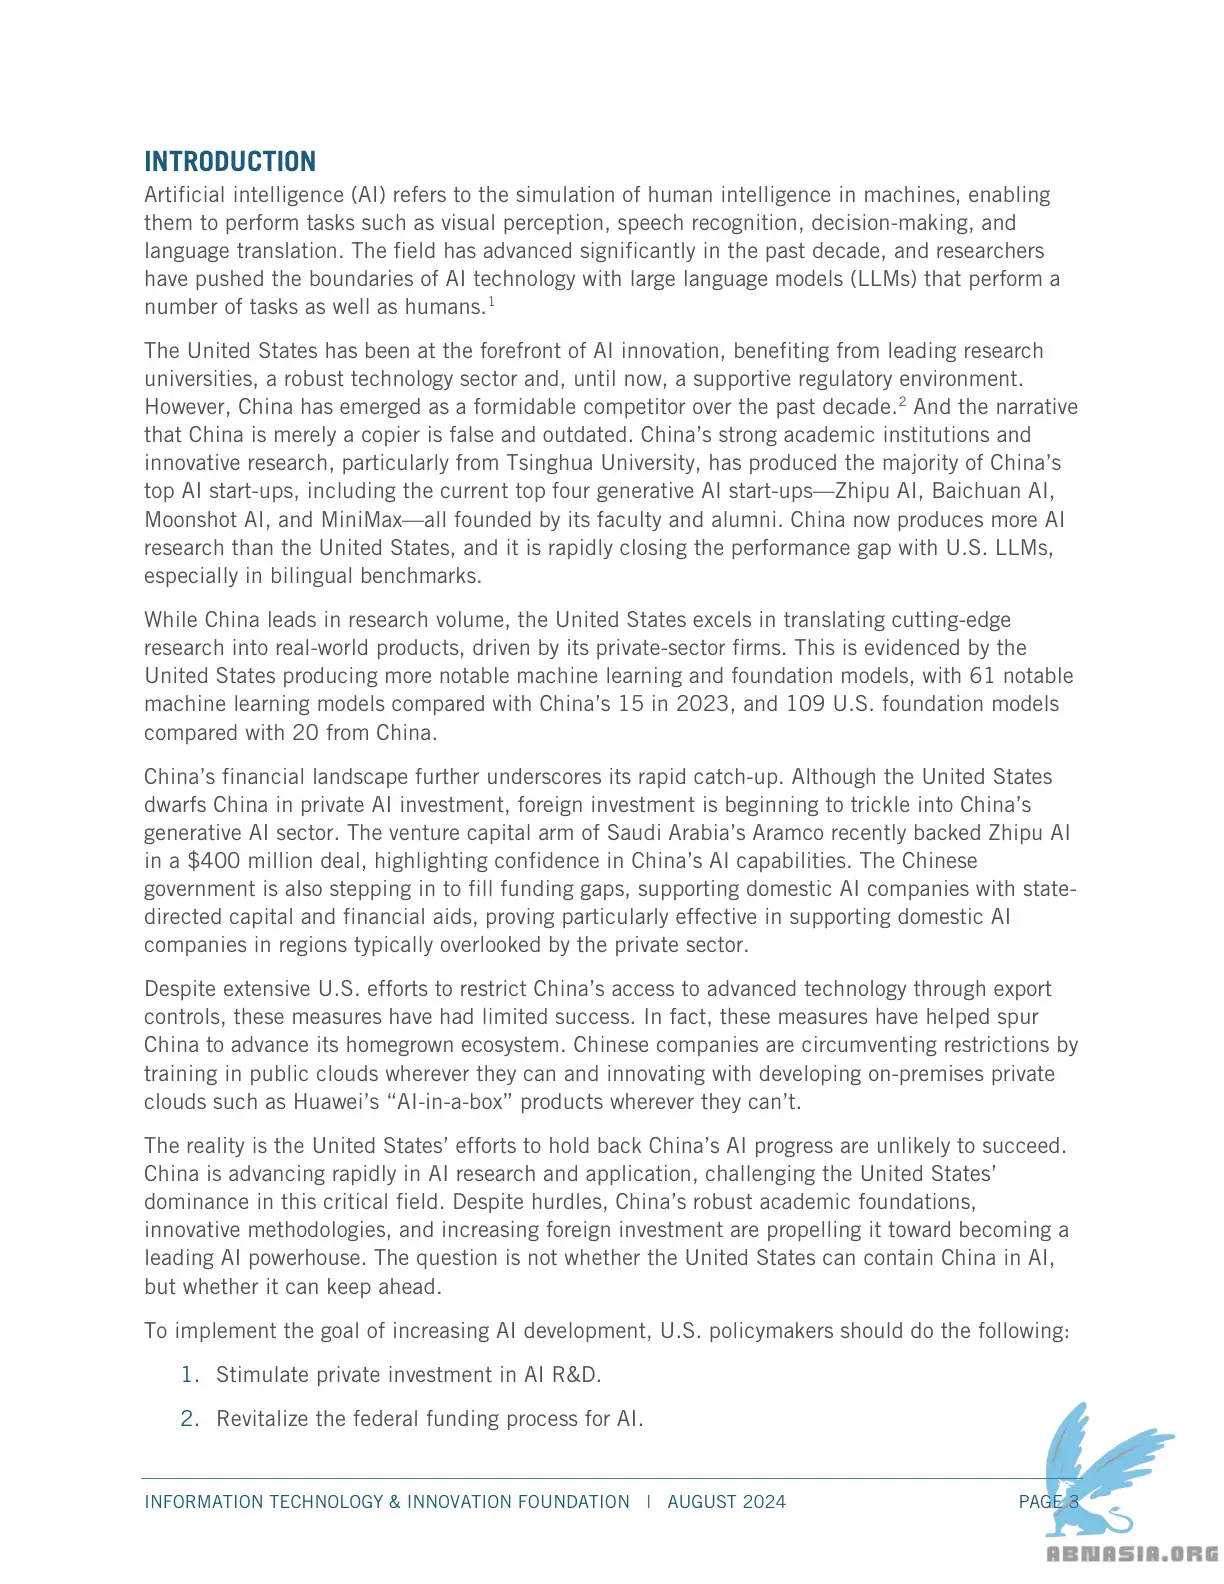 INTRODUCTION
Artificial intelligence (AI) refers to the simulation of human intelligence in machines, enabling
them to perform tasks such as visual perception, speech recognition, decision-making, and
language translation. The field has advanced significantly in the past decade, and researchers
have pushed the boundaries of AI technology with large language models (LLMs) that perform a
number of tasks as well as humans.1
The United States has been at the forefront of AI innovation, benefiting from leading research
universities, a robust technology sector and, until now, a supportive regulatory environment.
However, China has emerged as a formidable competitor over the past decade.2 And the narrative
that China is merely a copier is false and outdated. China’s strong academic institutions and
innovative research, particularly from Tsinghua University, has produced the majority of China’s
top AI start-ups, including the current top four generative AI start-ups—Zhipu AI, Baichuan AI,
Moonshot AI, and MiniMax—all founded by its faculty and alumni. China now produces more AI
research than the United States, and it is rapidly closing the performance gap with U.S. LLMs,
especially in bilingual benchmarks.
While China leads in research volume, the United States excels in translating cutting-edge
research into real-world products, driven by its private-sector firms. This is evidenced by the
United States producing more notable machine learning and foundation models, with 61 notable
machine learning models compared with China’s 15 in 2023, and 109 U.S. foundation models
compared with 20 from China.
China’s financial landscape further underscores its rapid catch-up. Although the United States
dwarfs China in private AI investment, foreign investment is beginning to trickle into China’s
generative AI sector. The venture capital arm of Saudi Arabia’s Aramco recently backed Zhipu AI
in a $400 million deal, highlighting confidence in China’s AI capabilities. The Chinese
government is also stepping in to fill funding gaps, supporting domestic AI companies with state-
directed capital and financial aids, proving particularly effective in supporting domestic AI
companies in regions typically overlooked by the private sector.
Despite extensive U.S. efforts to restrict China’s access to advanced technology through export
controls, these measures have had limited success. In fact, these measures have helped spur
China to advance its homegrown ecosystem. Chinese companies are circumventing restrictions by
training in public clouds wherever they can and innovating with developing on-premises private
clouds such as Huawei’s “AI-in-a-box” products wherever they can’t.
The reality is the United States’ efforts to hold back China’s AI progress are unlikely to succeed.
China is advancing rapidly in AI research and application, challenging the United States’
dominance in this critical field. Despite hurdles, China’s robust academic foundations,
innovative methodologies, and increasing foreign investment are propelling it toward becoming a
leading AI powerhouse. The question is not whether the United States can contain China in AI,
but whether it can keep ahead.
To implement the goal of increasing AI development, U.S. policymakers should do the following:
1. Stimulate private investment in AI R&D.
2. Revitalize the federal funding process for AI.
INFORMATION TECHNOLOGY & INNOVATION FOUNDATION | AUGUST 2024 PAGE 3
ABNASIA.ORG